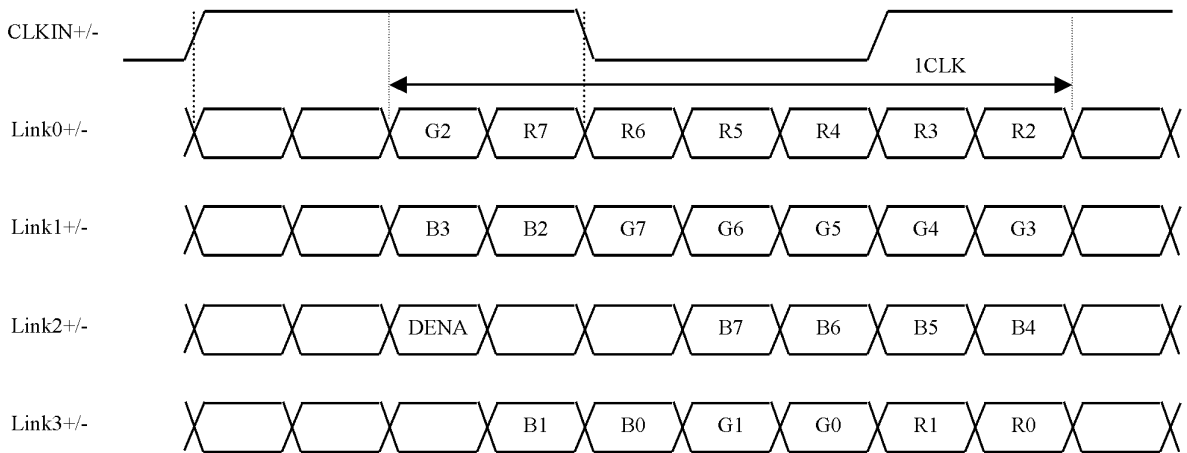 CLKIN+/-
1CLK
Link0+/- G2 R7 R6 R5 R4 R3 R2
Link1+/- B3 B2 G7 G6 G5 G4 G3
Link2+/- DENA B7 B6 B5 B4
Link3+/- B1 B0 G1 G0 R1 R0